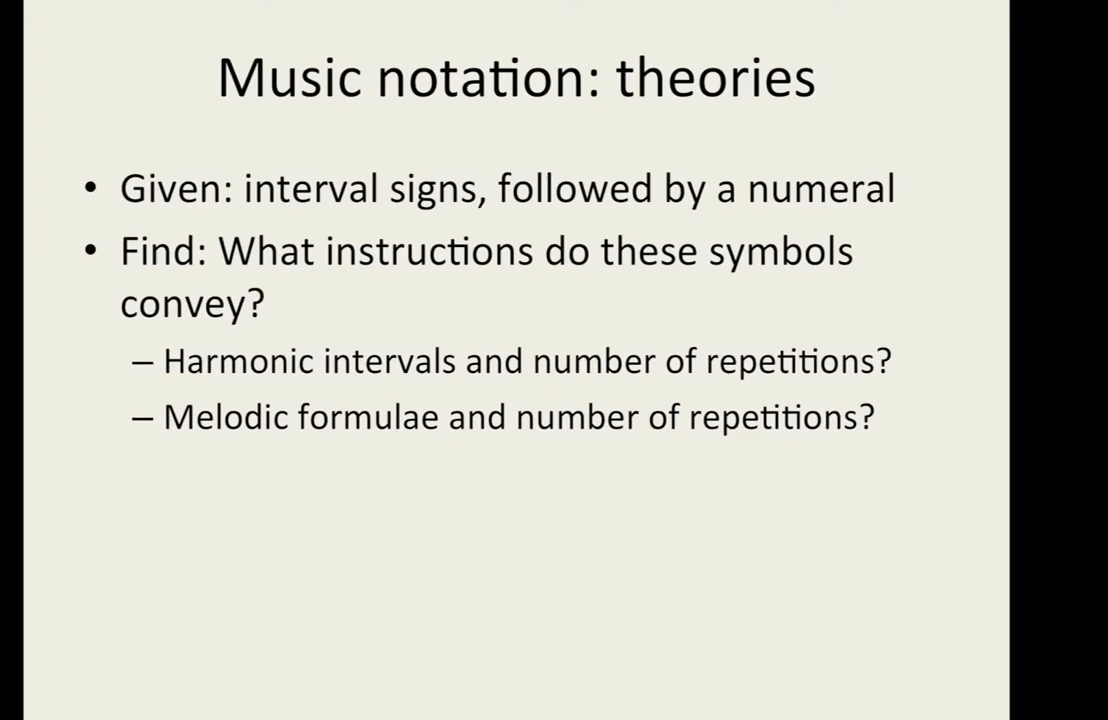 Music notation: theories
• Given: interval signs, followed by a numeral
• Find: What instructions do these symbols
convey?
– Harmonic intervals and number of repetitions?
– Melodic formulae and number of repetitions?